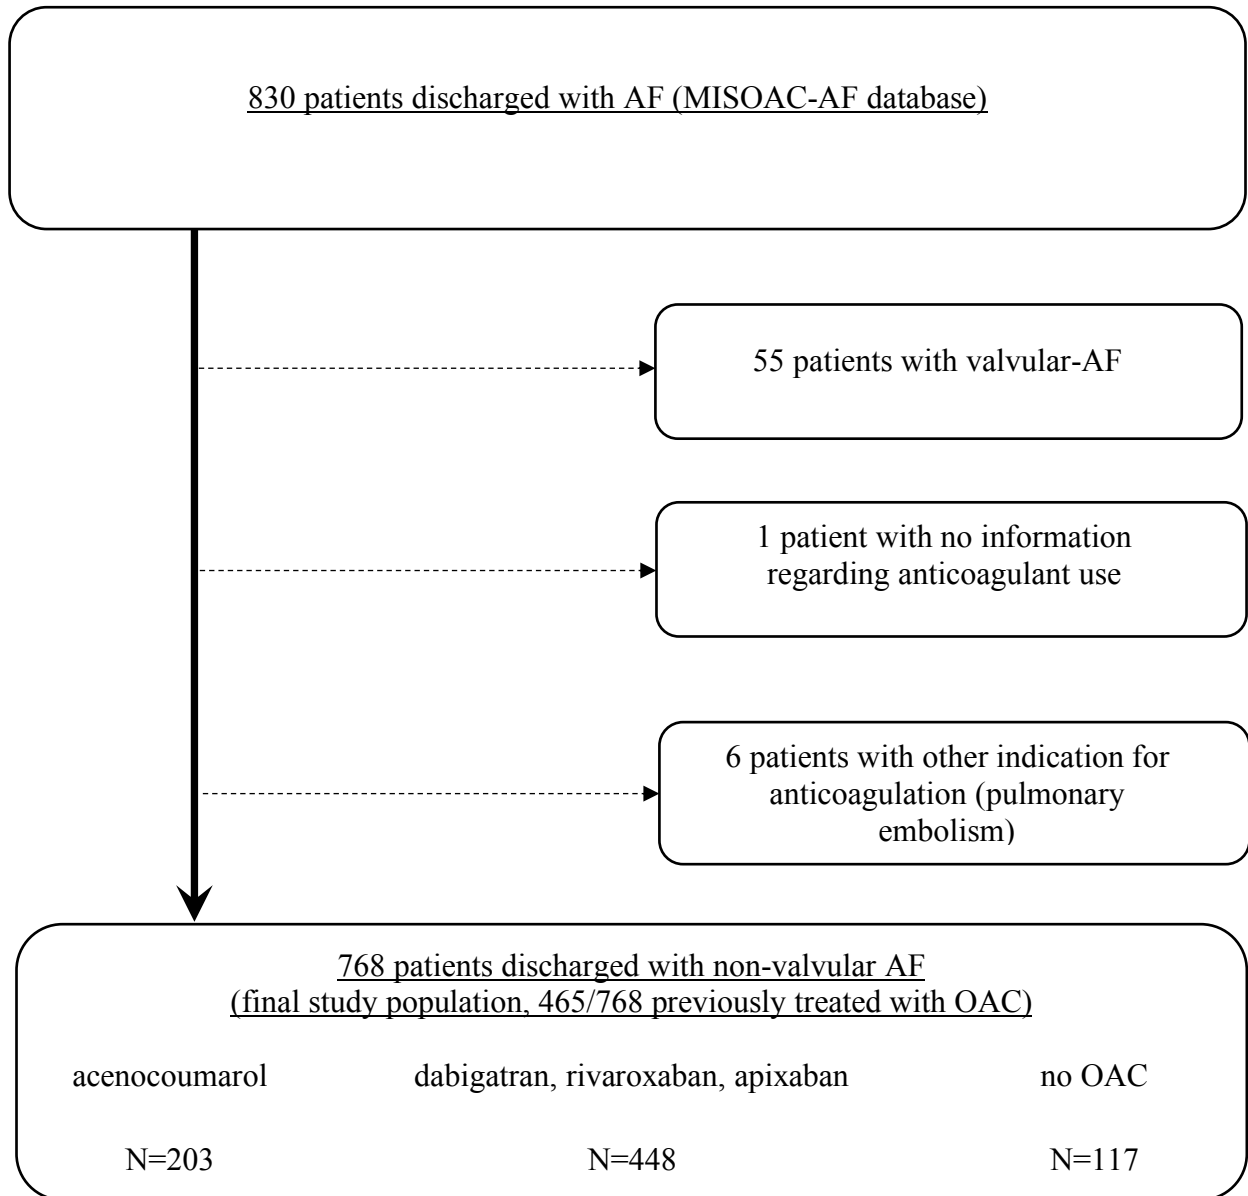 830 patients discharged with AF (MISOAC-AF database)
55 patients with valvular-AF
1 patient with no information
regarding anticoagulant use
6 patients with other indication for
anticoagulation (pulmonary
embolism)
768 patients discharged with non-valvular AF
(final study population, 465/768 previously treated with OAC)
acenocoumarol dabigatran, rivaroxaban, apixaban no OAC
N=203 N=448 N=117